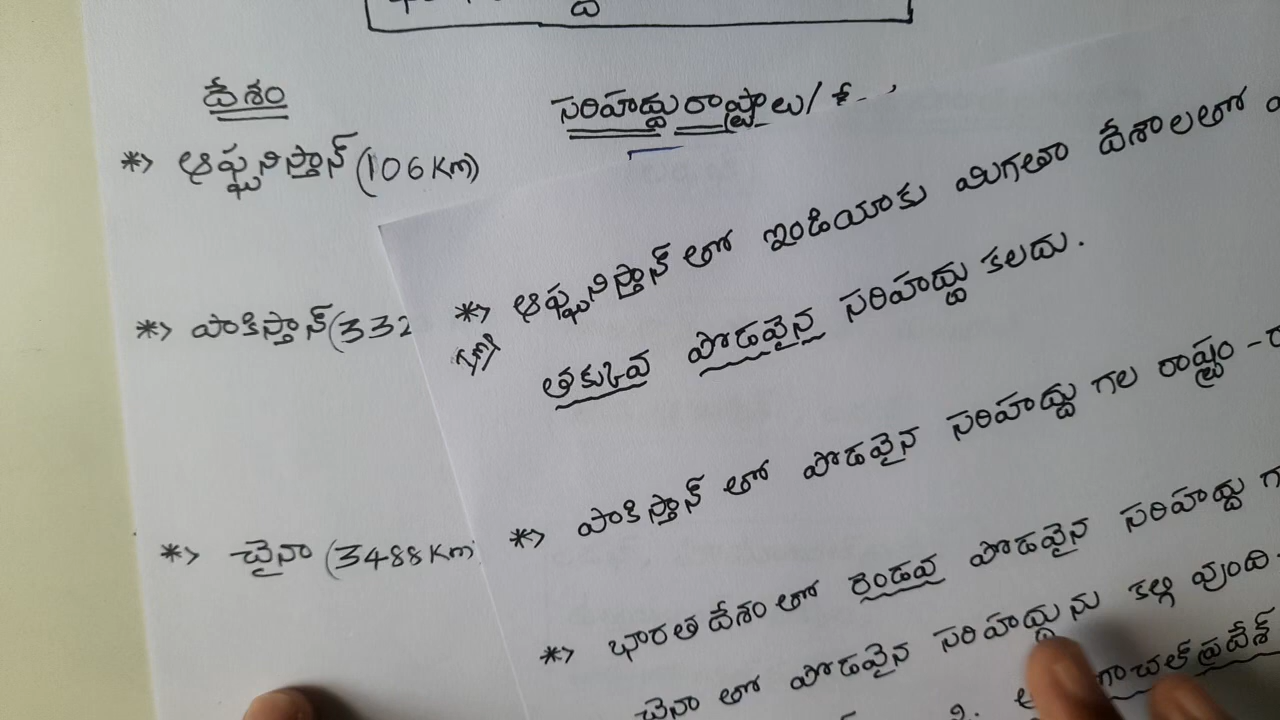 దేశం
సరిహద్దు రాష్ట్రాలు/
*> ఆఫ్ఘనిస్తాన్ (106 Km)
*> పాకిస్తాన్ (332
*> చైనా (3488 Km
*> ఆఫ్ఘనిస్తాన్ తో ఇండియాకు మిగతా దేశాలలతో
తక్కువ పొడవైన సరిహద్దు కలదు.
*> పాకిస్తాన్ తో పొడవైన సరిహద్దు గల రాష్ట్రం -
*> భారత దేశంతో రెండవ పొడవైన సరిహద్దు
చైనా తో పొడవైన సరిహద్దును కల్గి వుంది.